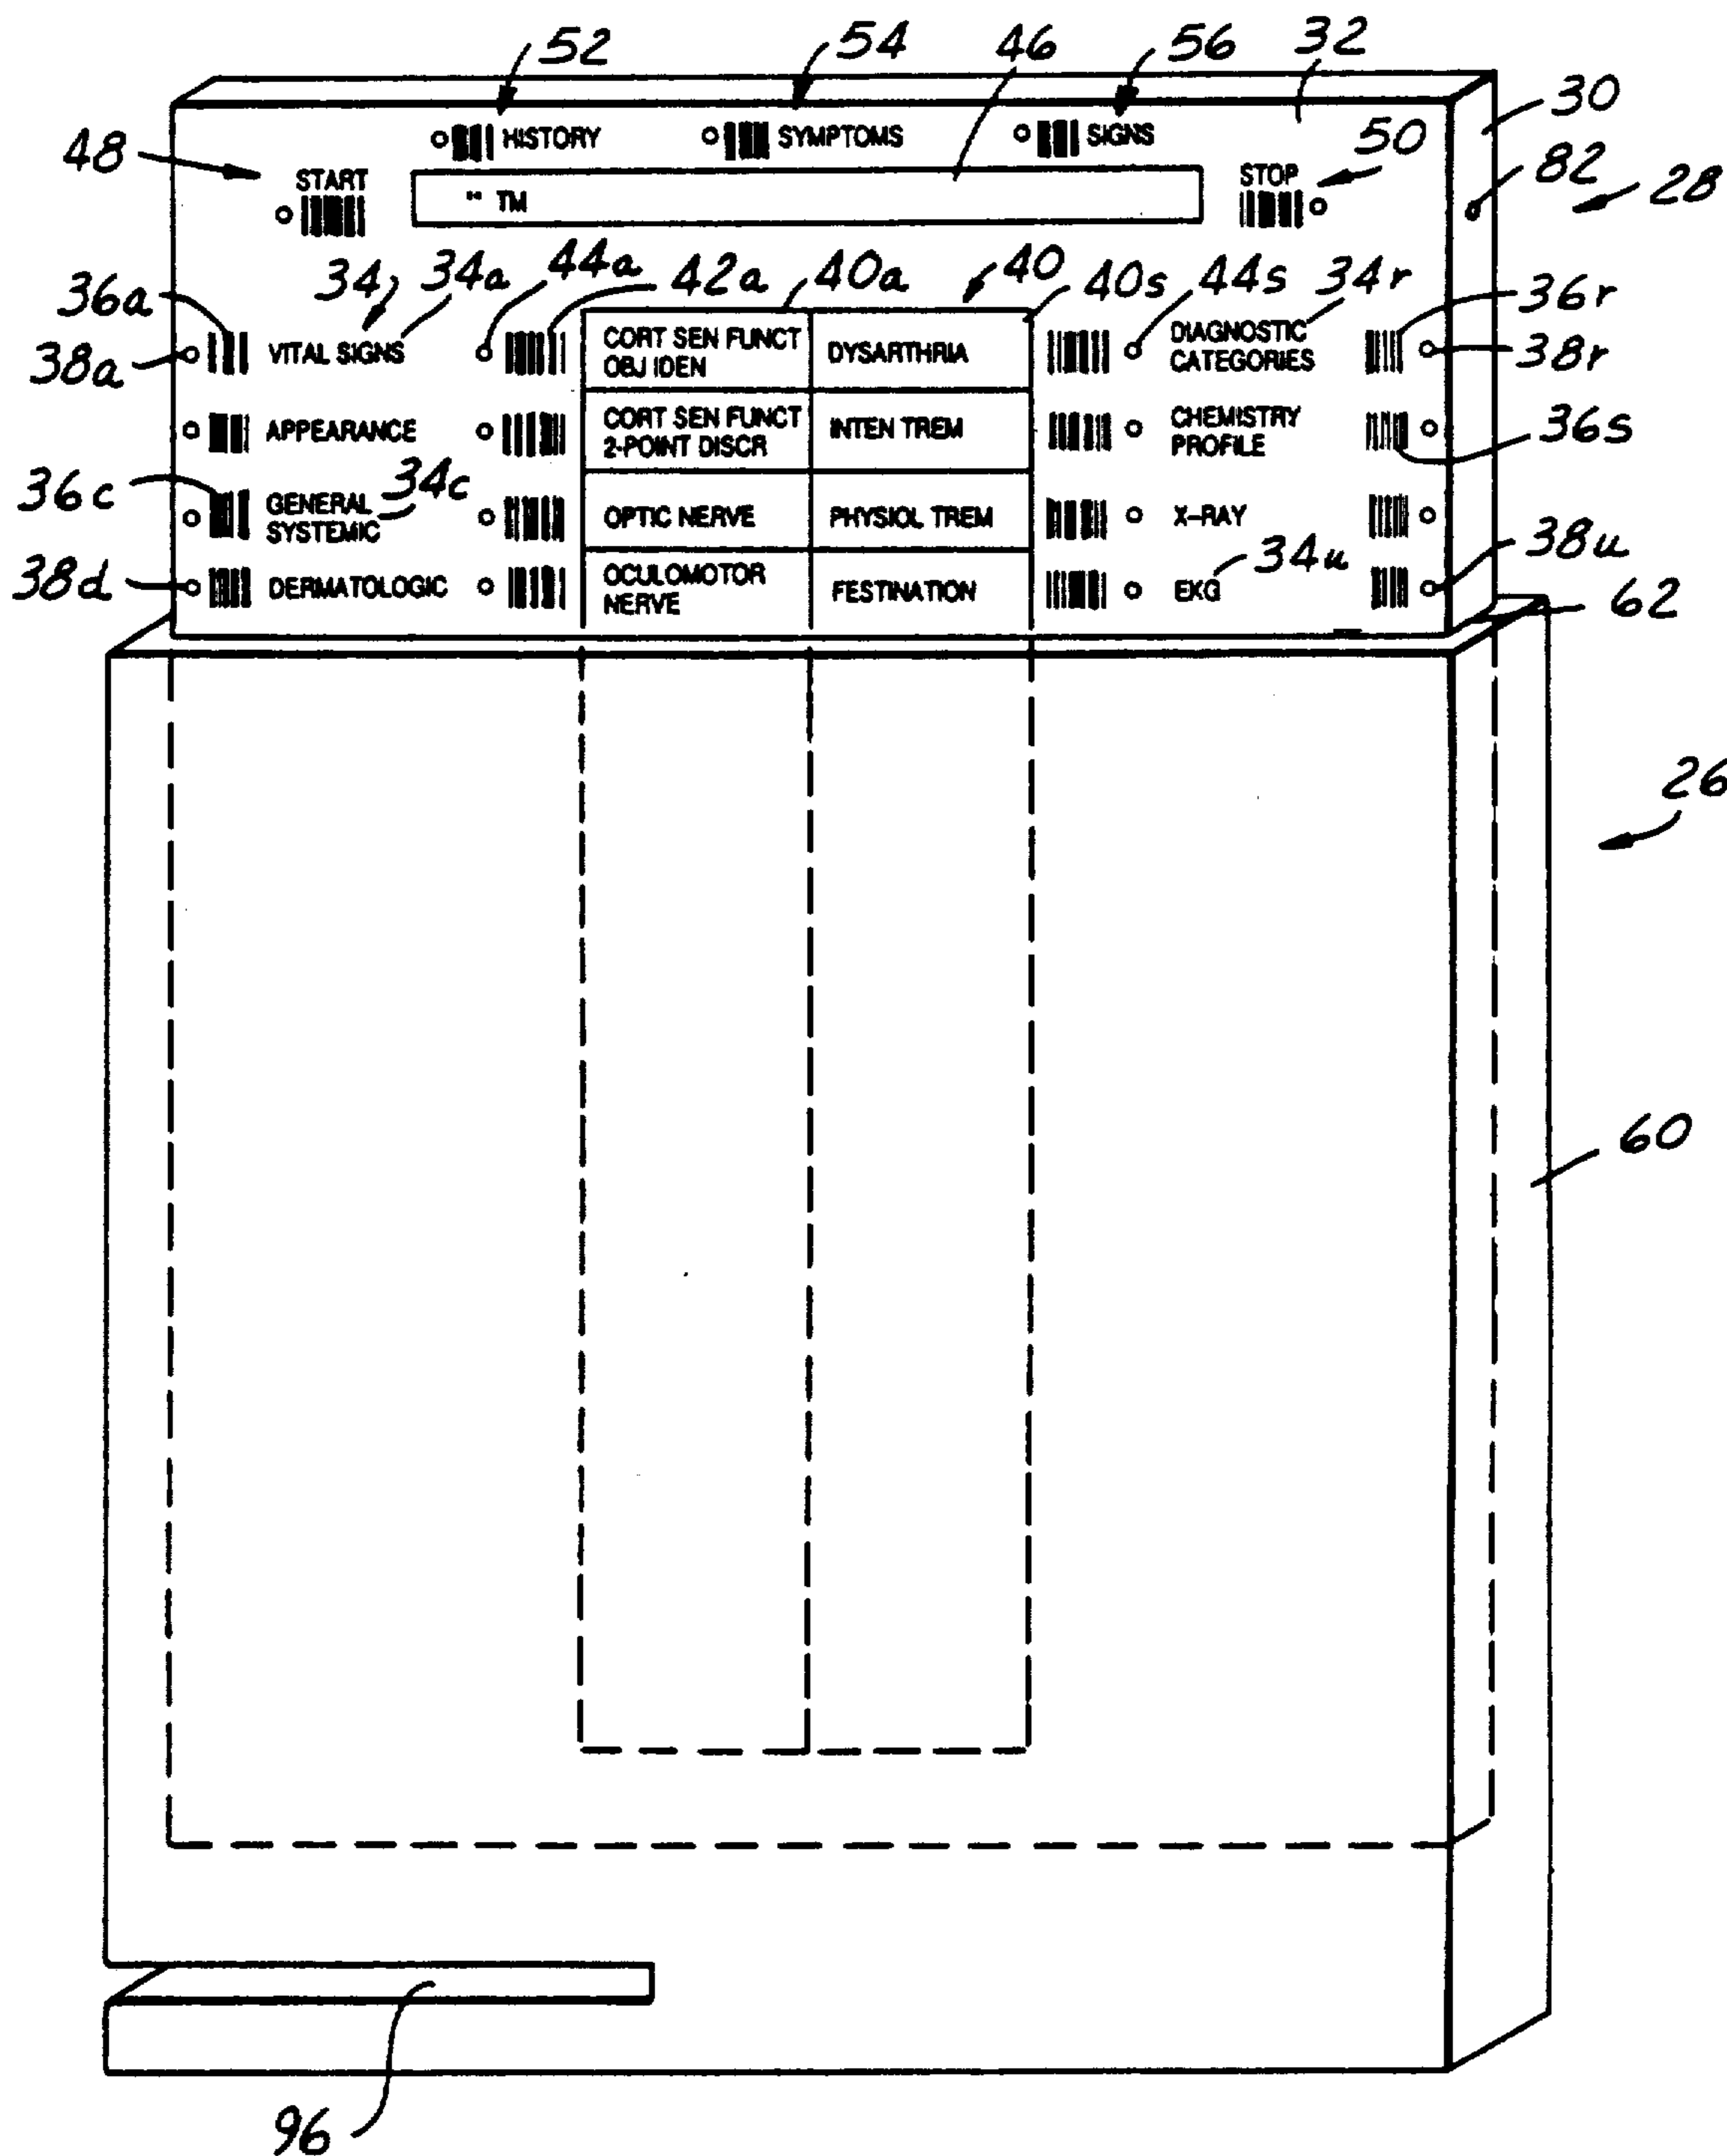 52 54 46 56 32
30
HISTORY SYMPTOMS SIGNS
50
48
START STOP
82
28
" TM
34 34a 44a 42a 40a 40 40s 44s 34r
36a 36r
VITAL SIGNS CORT SEN FUNCT DYSARTHRIA DIAGNOSTIC
OBJ IDEN CATEGORIES
38a 38r
APPEARANCE CORT SEN FUNCT INTEN TREM CHEMISTRY
2-POINT DISCR PROFILE
36s
36c 34c
GENERAL OPTIC NERVE PHYSIOL TREM X-RAY
SYSTEMIC
34u 38u
38d
DERMATOLOGIC OCULOMOTOR FESTINATION EKG
NERVE
62
26
60
96